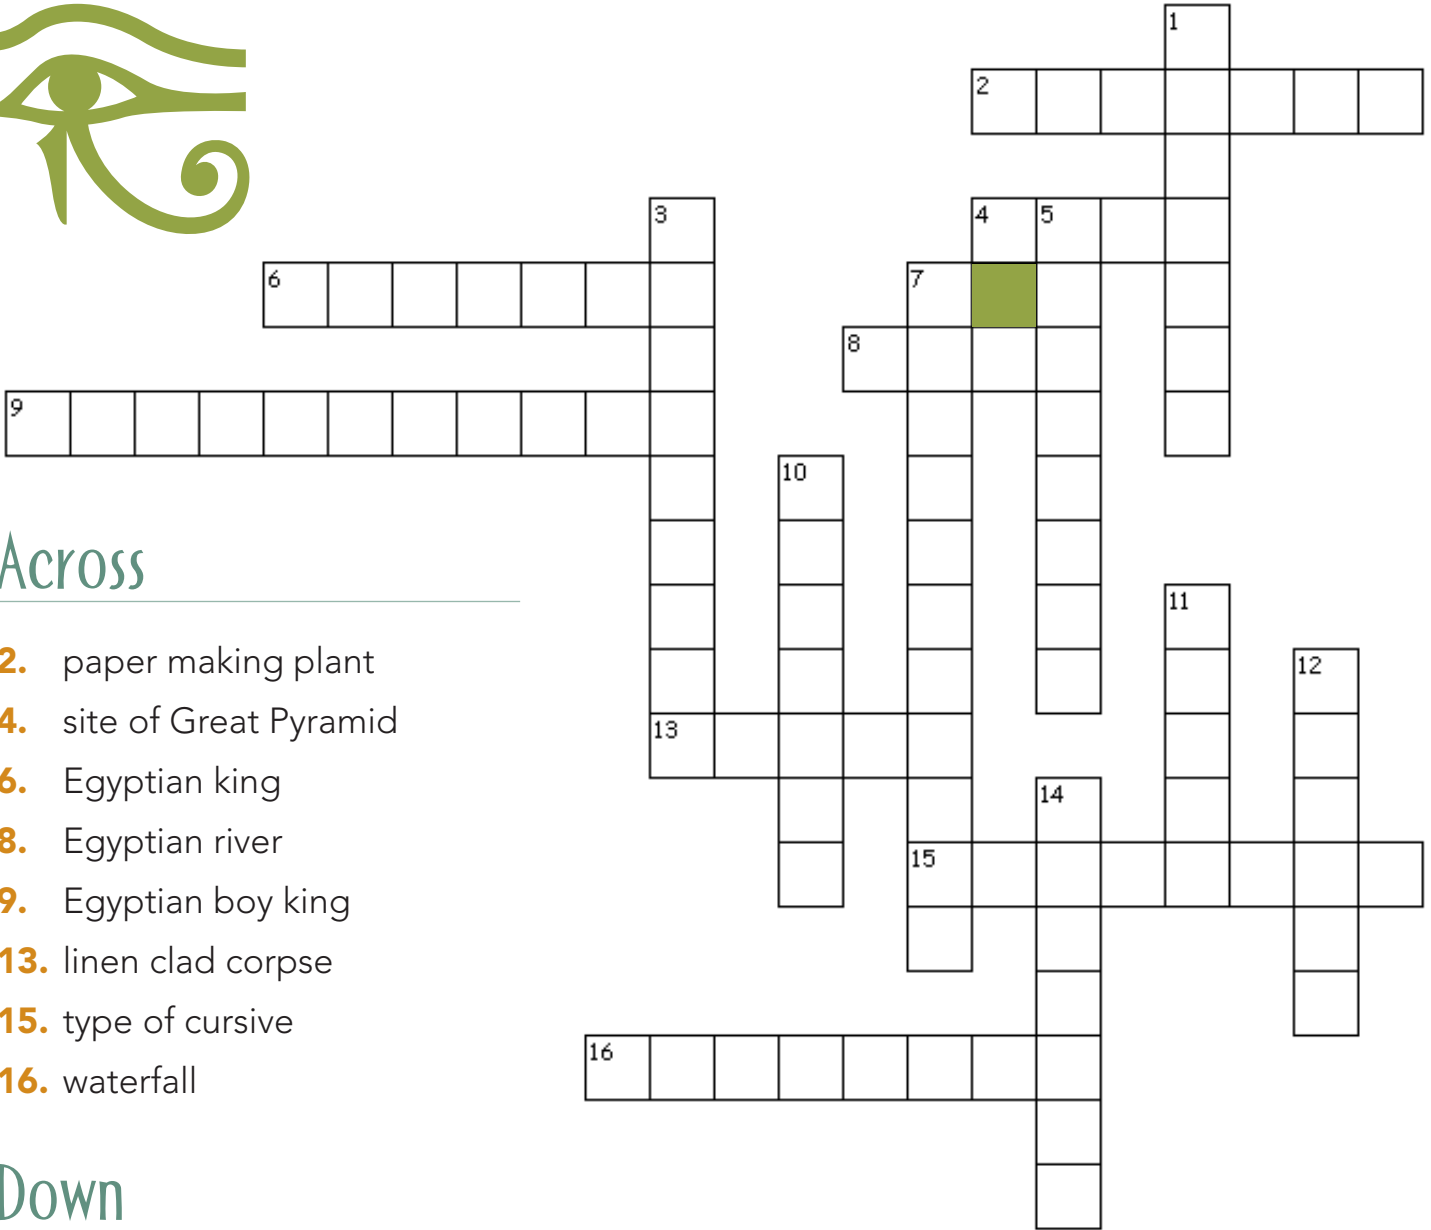 1
2
3
4 5
6
7
8
9
10
11
12
13
14
15
16
Across
2. paper making plant
4. site of Great Pyramid
6. Egyptian king
8. Egyptian river
9. Egyptian boy king
13. linen clad corpse
15. type of cursive
16. waterfall
Down